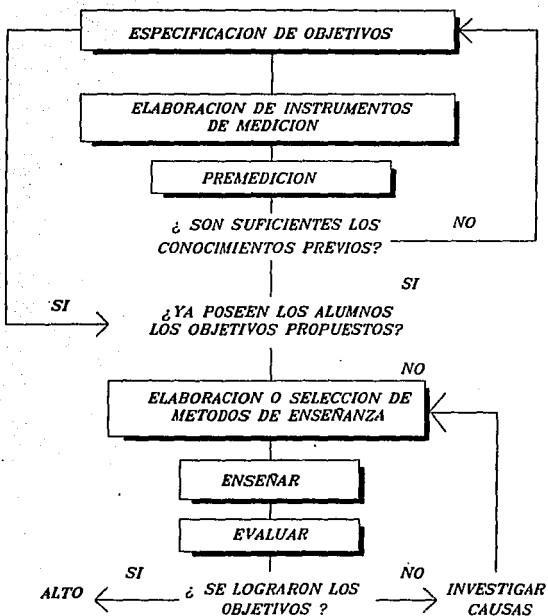 ESPECIFICACION DE OBJETIVOS
ELABORACION DE INSTRUMENTOS
DE MEDICION
PREMEDICION
¿ SON SUFICIENTES LOS
CONOCIMIENTOS PREVIOS?
NO
SI
SI
¿YA POSEEN LOS ALUMNOS
LOS OBJETIVOS PROPUESTOS?
NO
ELABORACION O SELECCION DE
METODOS DE ENSEÑANZA
ENSEÑAR
EVALUAR
ALTO
SI
¿ SE LOGRARON LOS
OBJETIVOS ?
NO
INVESTIGAR
CAUSAS